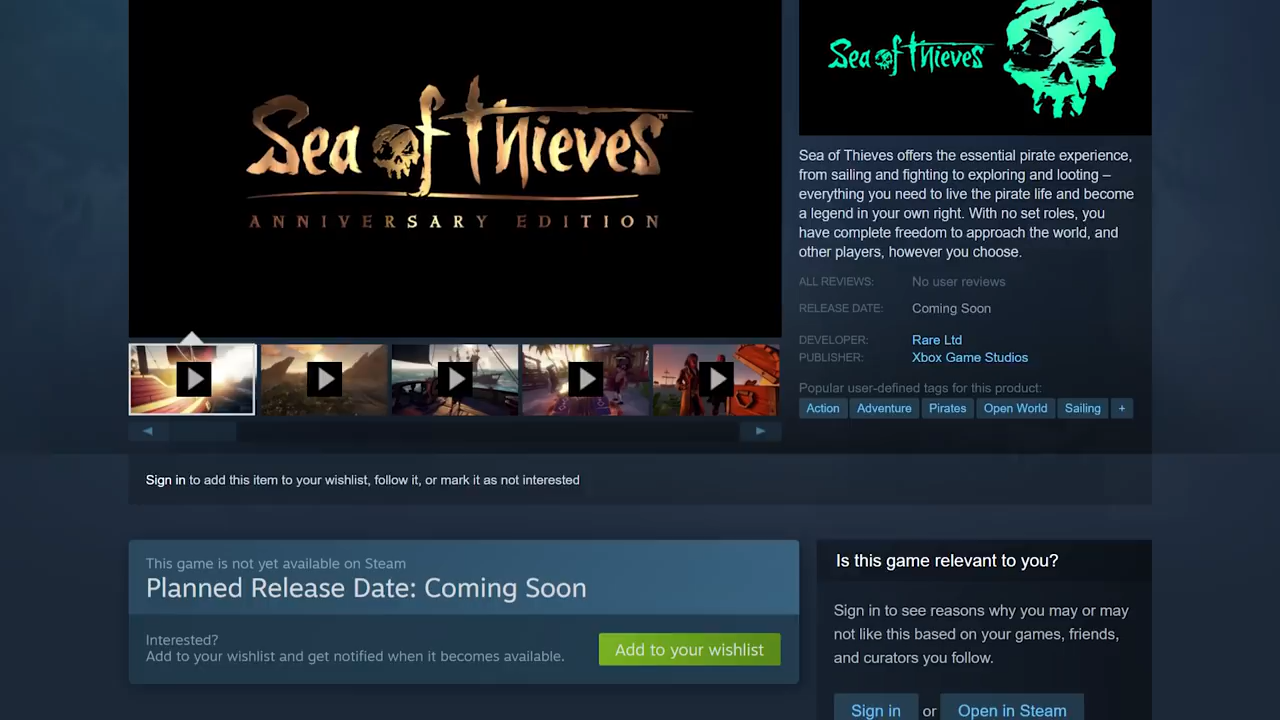 Sea of Thieves™
ANNIVERSARY EDITION
Sea of Thieves
Sea of Thieves offers the essential pirate experience,
from sailing and fighting to exploring and looting –
everything you need to live the pirate life and become
a legend in your own right. With no set roles, you
have complete freedom to approach the world, and
other players, however you choose.
ALL REVIEWS: No user reviews
RELEASE DATE: Coming Soon
DEVELOPER: Rare Ltd
PUBLISHER: Xbox Game Studios
Popular user-defined tags for this product:
Action Adventure Pirates Open World Sailing +
Sign in to add this item to your wishlist, follow it, or mark it as not interested
This game is not yet available on Steam
Planned Release Date: Coming Soon
Interested?
Add to your wishlist and get notified when it becomes available.
Add to your wishlist
Is this game relevant to you?
Sign in to see reasons why you may or may
not like this based on your games, friends,
and curators you follow.
Sign in or Open in Steam